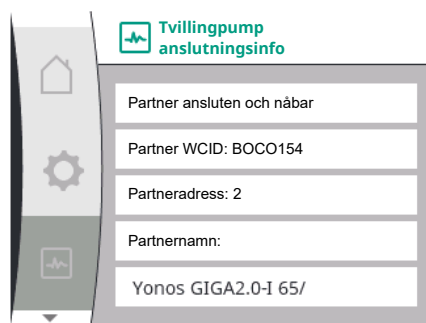 Tvillingpump
anslutningsinfo
Partner ansluten och nåbar
Partner WCID: BOCO154
Partneradress: 2
Partnernamn:
Yonos GIGA2.0-I 65/